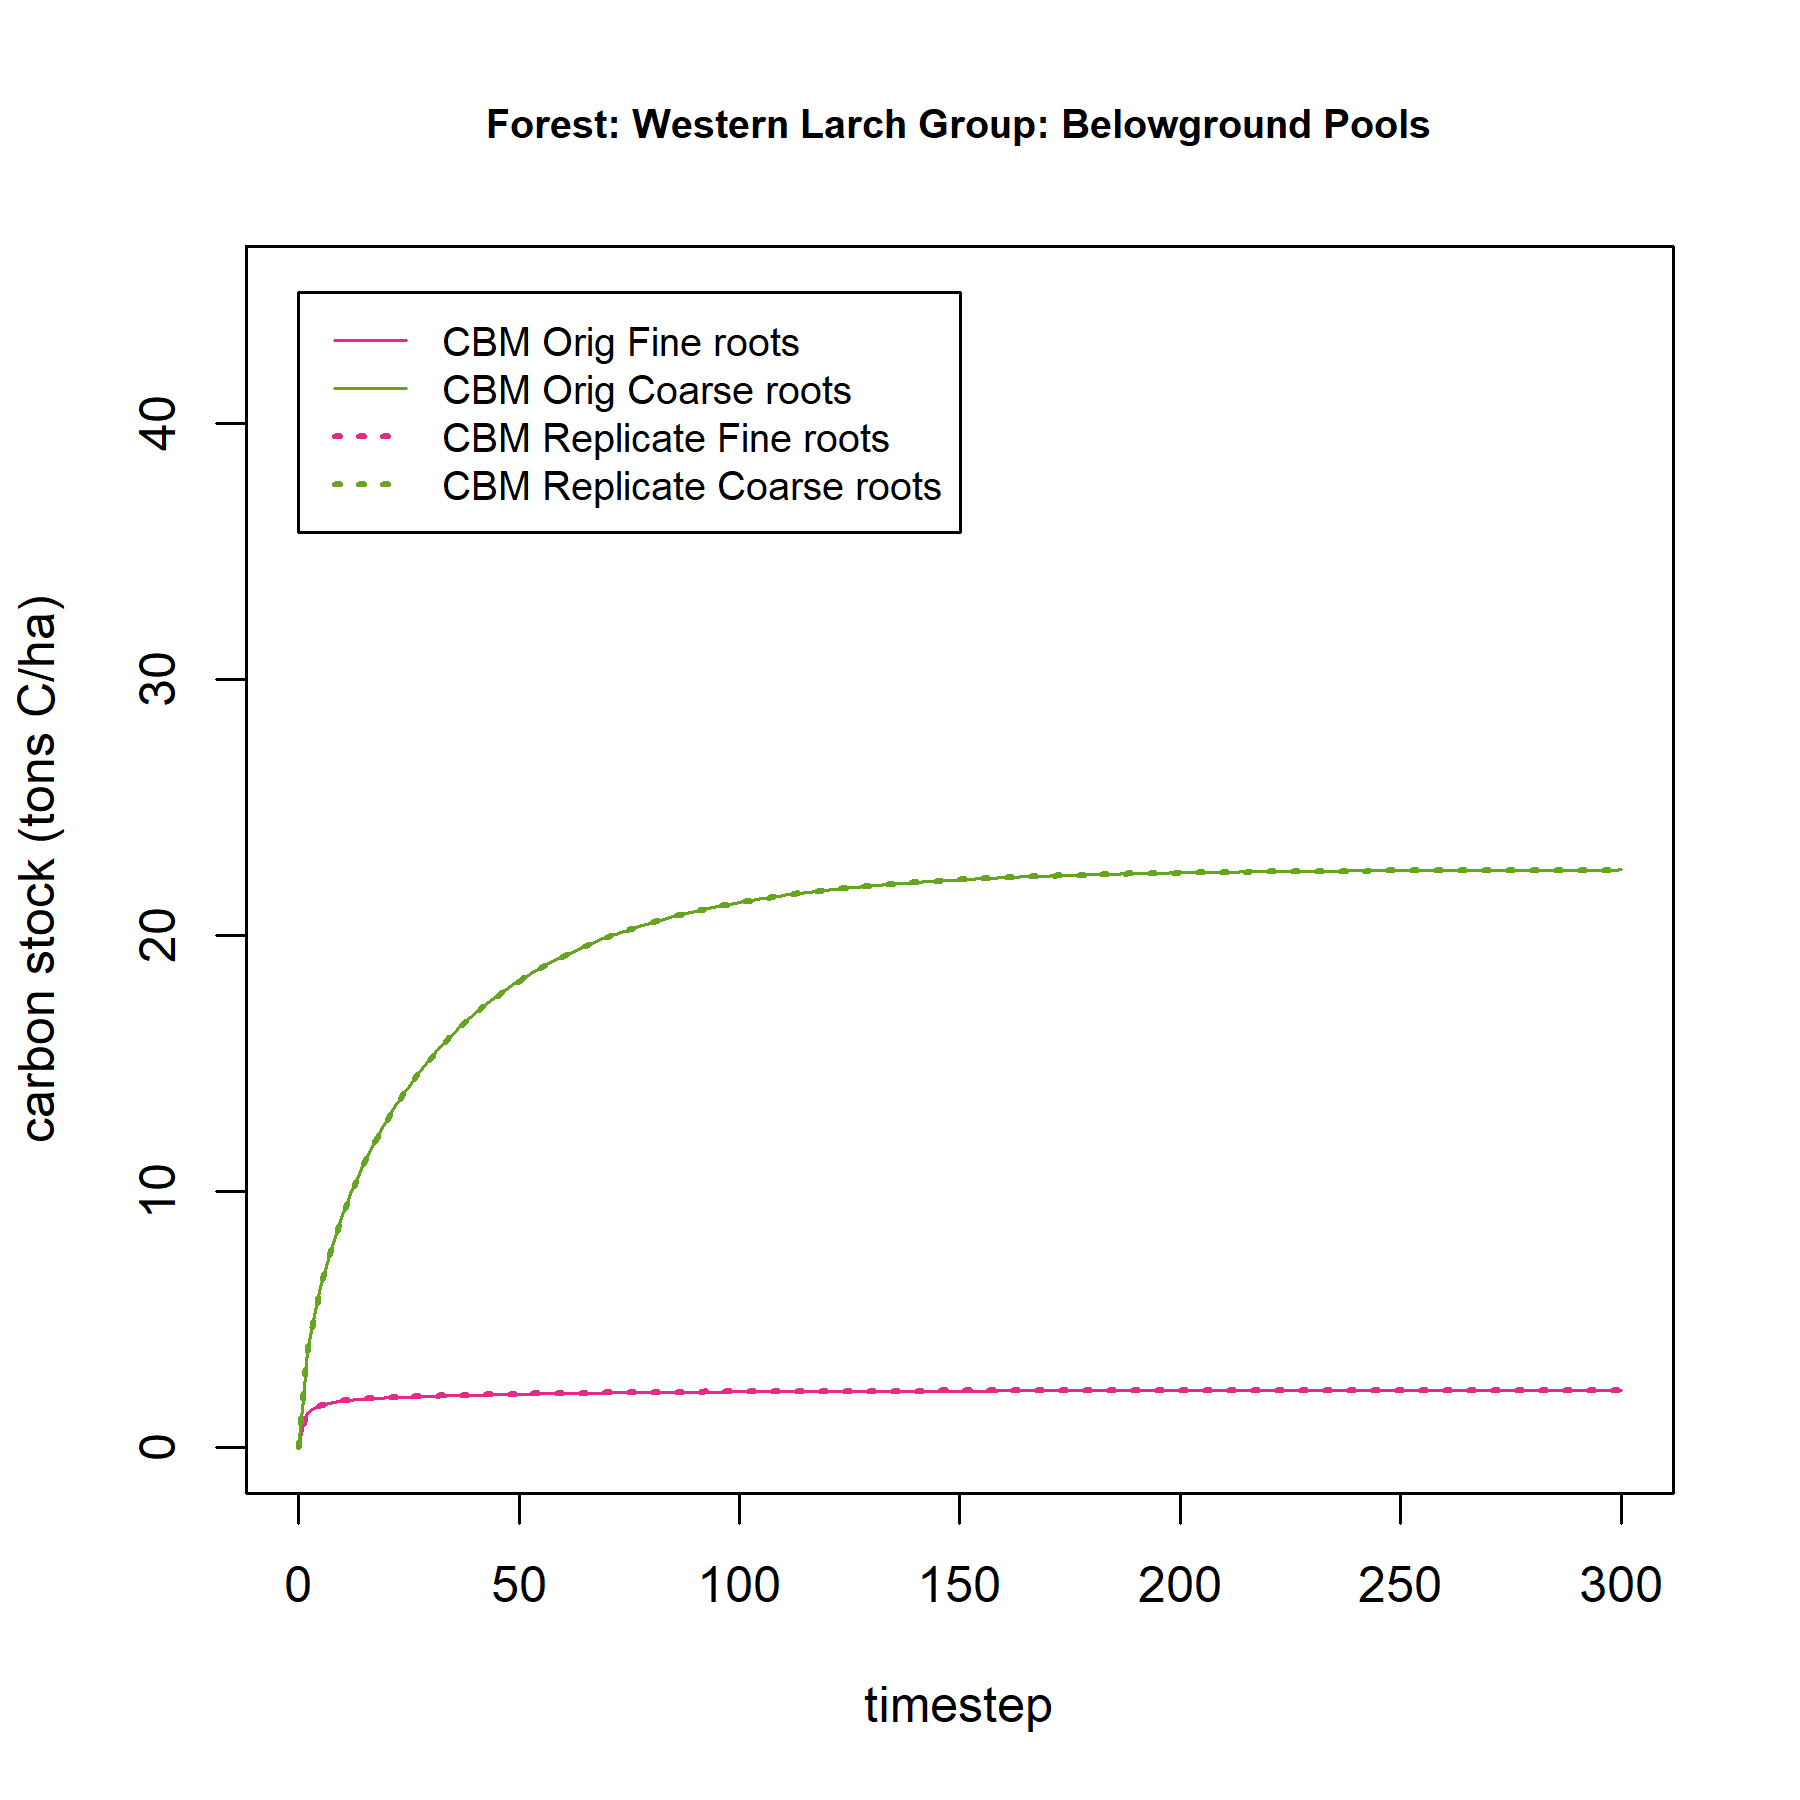 Forest: Western Larch Group: Belowground Pools
CBM Orig Fine roots
CBM Orig Coarse roots
CBM Replicate Fine roots
CBM Replicate Coarse roots
carbon stock (tons C/ha)
40
30
20
10
0
0 50 100 150 200 250 300
timestep